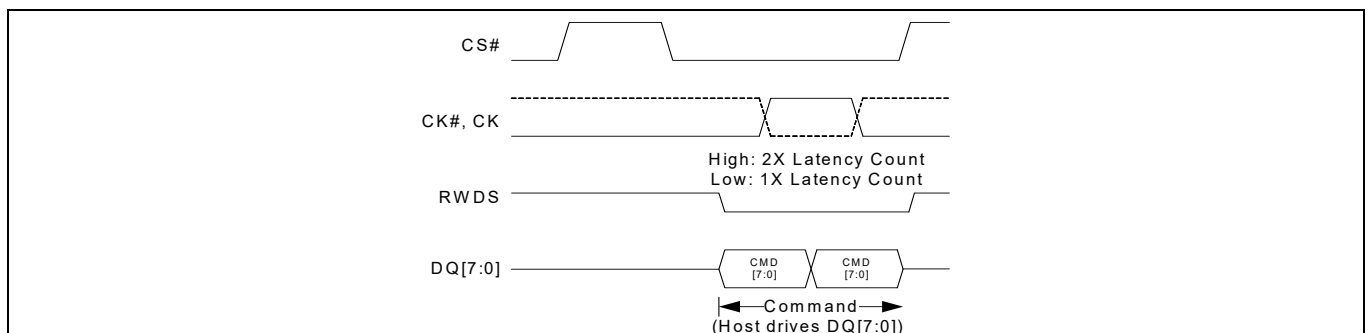 CS#
CK#, CK
High: 2X Latency Count
Low: 1X Latency Count
RWDS
DQ[7:0]
CMD
[7:0]
CMD
[7:0]
Command
(Host drives DQ[7:0])